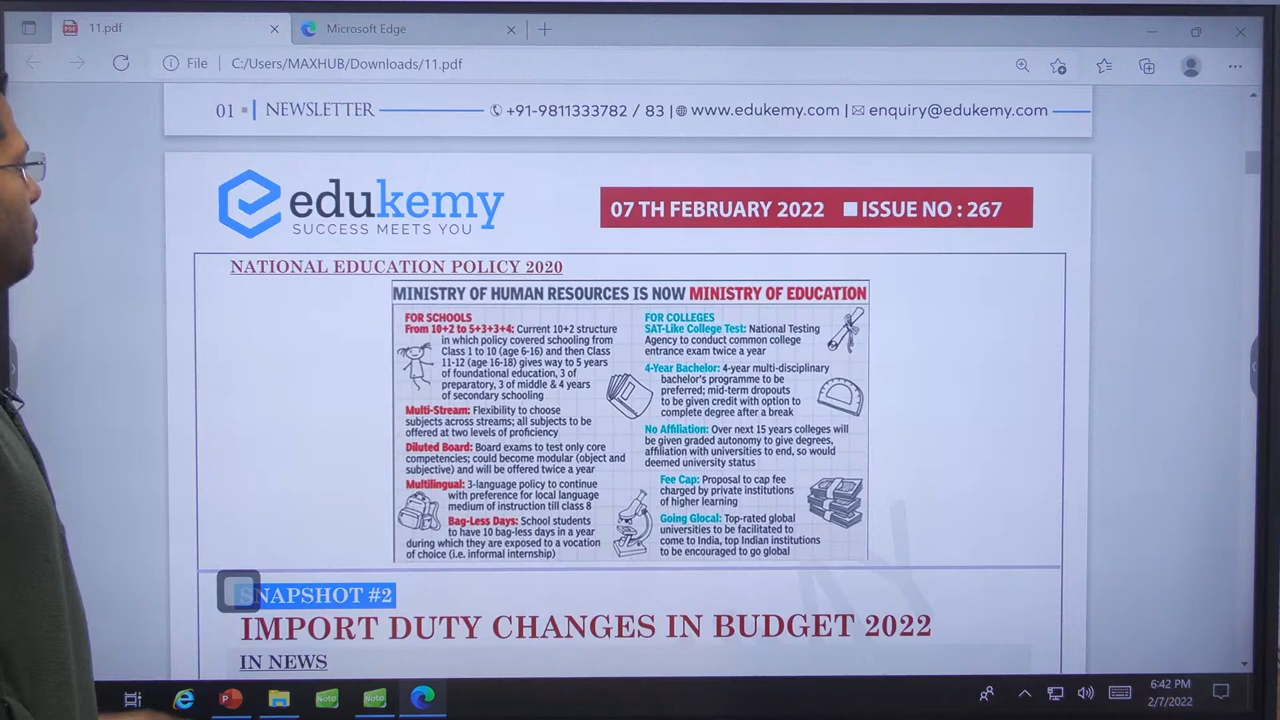 11.pdf
Microsoft Edge
File
C:/Users/MAXHUB/Downloads/11.pdf
01 NEWSLETTER
+91-9811333782 / 83 | www.edukemy.com | enquiry@edukemy.com
edukemy
SUCCESS MEETS YOU
07 TH FEBRUARY 2022 ISSUE NO : 267
NATIONAL EDUCATION POLICY 2020
MINISTRY OF HUMAN RESOURCES IS NOW MINISTRY OF EDUCATION
FOR SCHOOLS
From 10+2 to 5+3+3+4: Current 10+2 structure
in which policy covered schooling from
Class 1 to 10 (age 6-16) and then Class
11-12 (age 16-18) gives way to 5 years
of foundational education, 3 of
preparatory, 3 of middle & 4 years
of secondary schooling
Multi-Stream: Flexibility to choose
subjects across streams; all subjects to be
offered at two levels of proficiency
Diluted Board: Board exams to test only core
competencies; could become modular (object and
subjective) and will be offered twice a year
Multilingual: 3-language policy to continue
with preference for local language
medium of instruction till class 8
Bag-Less Days: School students
to have 10 bag-less days in a year
during which they are exposed to a vocation
of choice (i.e. informal internship)
FOR COLLEGES
SAT-Like College Test: National Testing
Agency to conduct common college
entrance exam twice a year
4-Year Bachelor: 4-year multi-disciplinary
bachelor's programme to be
preferred; mid-term dropouts
to be given credit with option to
complete degree after a break
No Affiliation: Over next 15 years colleges will
be given graded autonomy to give degrees,
affiliation with universities to end, so would
deemed university status
Fee Cap: Proposal to cap fee
charged by private institutions
of higher learning
Going Glocal: Top-rated global
universities to be facilitated to
come to India, top Indian institutions
to be encouraged to go global
SNAPSHOT #2
IMPORT DUTY CHANGES IN BUDGET 2022
IN NEWS
Note
Note
6:42 PM
2/7/2022